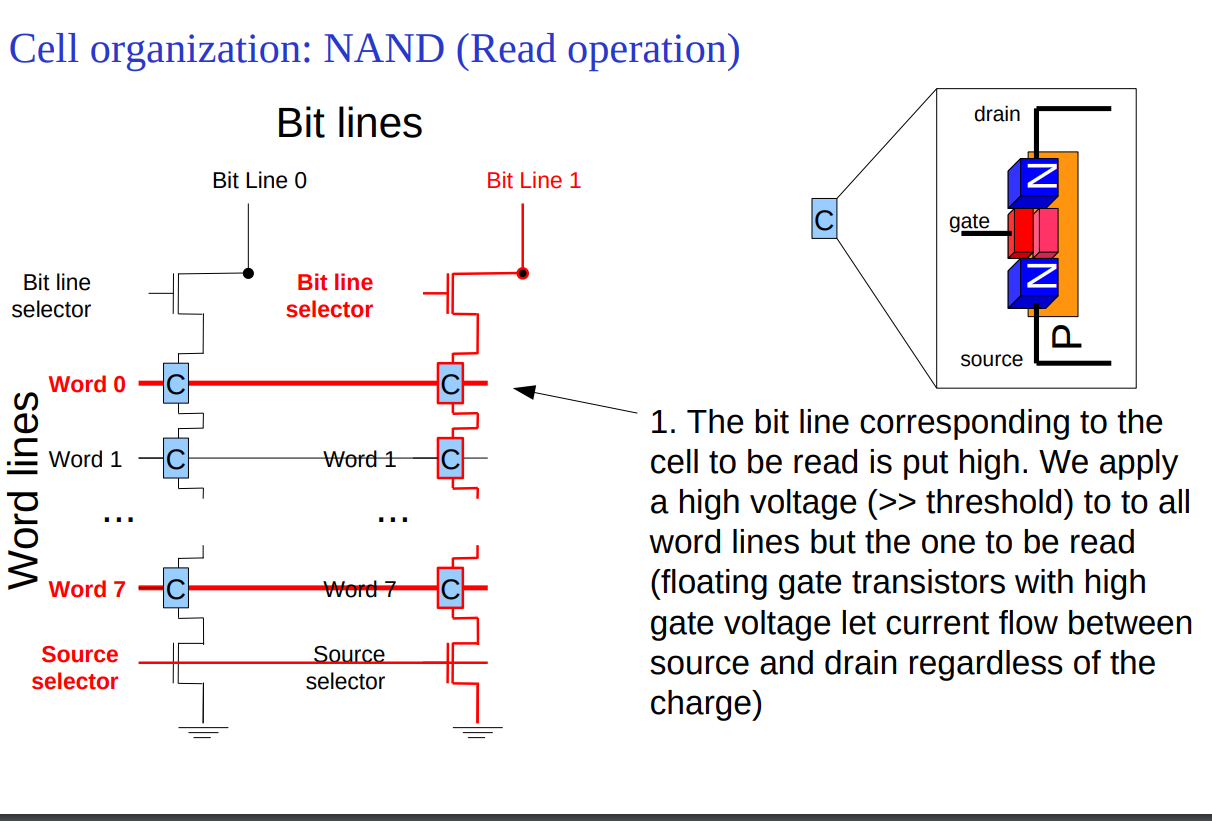 Cell organization: NAND (Read operation)
Bit lines
Bit Line 0
Bit Line 1
Bit line
selector
Bit line
selector
Word lines
Word 0
C
C
Word 1
C
Word 1
C
...
...
Word 7
C
Word 7
C
Source
selector
Source
selector
C
drain
N
gate
N
P
source
1. The bit line corresponding to the
cell to be read is put high. We apply
a high voltage (>> threshold) to to all
word lines but the one to be read
(floating gate transistors with high
gate voltage let current flow between
source and drain regardless of the
charge)